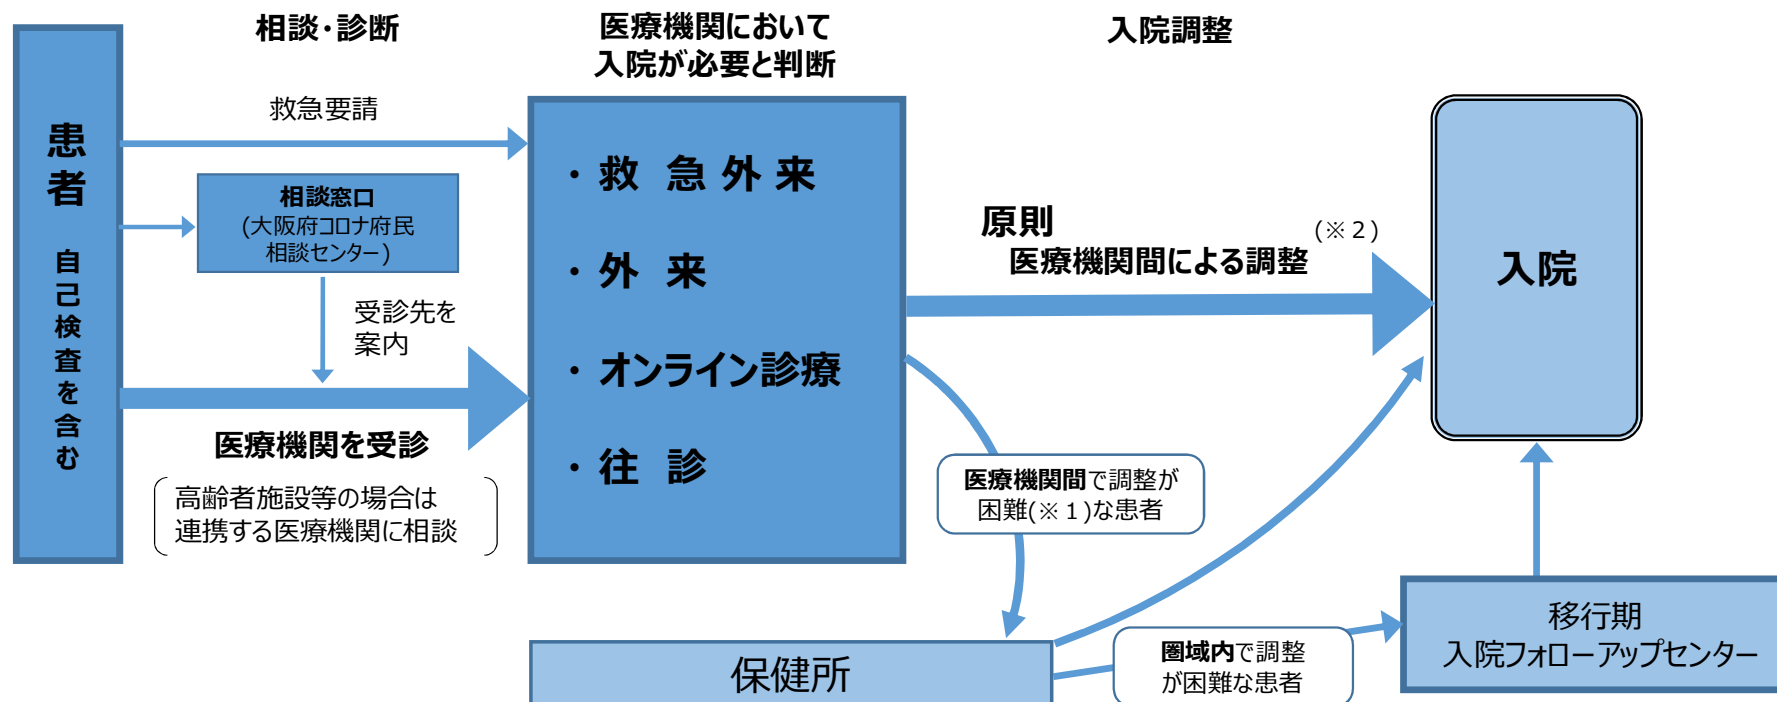 相談・診断
医療機関において
入院が必要と判断
入院調整
患者
自己検査を含む
救急要請
相談窓口
(大阪府コロナ府民
相談センター)
受診先を
案内
医療機関を受診
高齢者施設等の場合は
連携する医療機関に相談
・救急外来
・外来
・オンライン診療
・往診
原則
医療機関間による調整
(※2)
入院
医療機関間で調整が
困難(※1)な患者
保健所
圏域内で調整
が困難な患者
移行期
入院フォローアップセンター